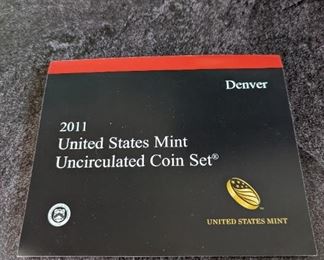 Denver
2011
United States Mint
Uncirculated Coin Set®
UNITED STATES MINT